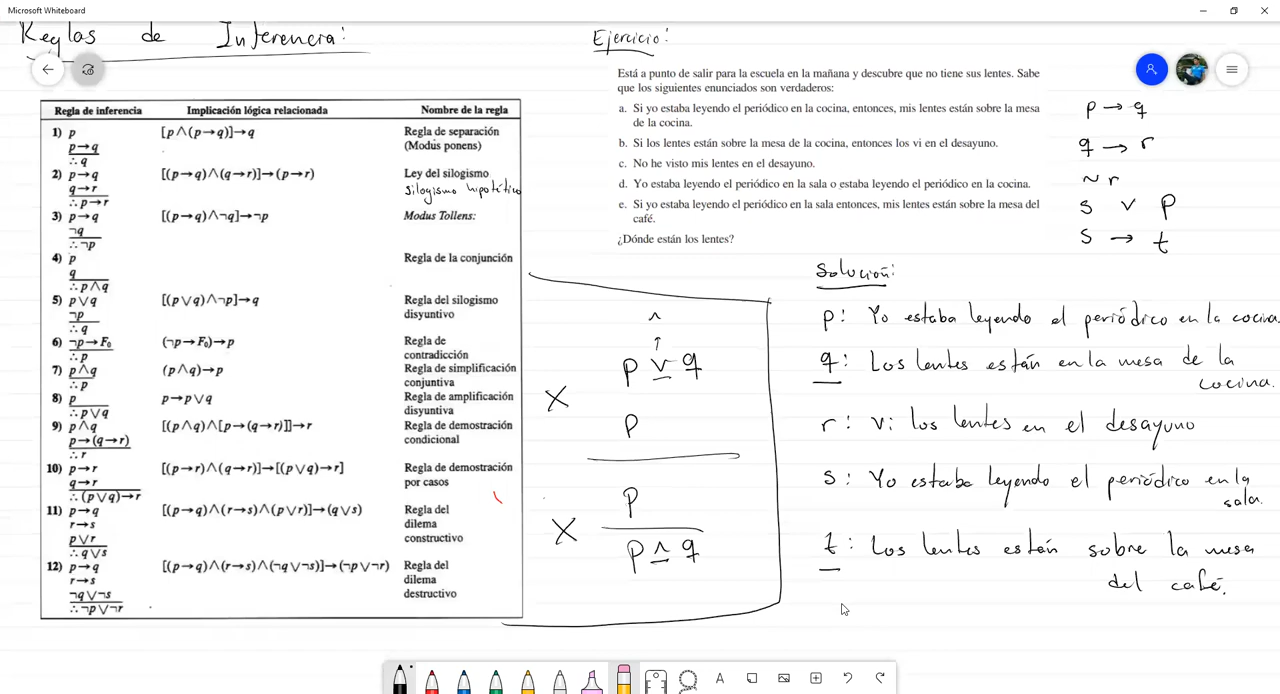 Microsoft Whiteboard
Reglas de Inferencia:
Regla de inferencia Implicación lógica relacionada Nombre de la regla
1) p [p∧(p→q)]→q Regla de separación
p→q (Modus ponens)
∴q
2) p→q [(p→q)∧(q→r)]→(p→r) Ley del silogismo
q→r silogismo hipotético
∴p→r
3) p→q [(p→q)∧¬q]→¬p Modus Tollens:
¬q
∴¬p
4) p Regla de la conjunción
q
∴p∧q
5) p∨q [(p∨q)∧¬p]→q Regla del silogismo
¬p disyuntivo
∴q
6) ¬p→F₀ (¬p→F₀)→p Regla de
∴p contradicción
7) p∧q (p∧q)→p Regla de simplificación
∴p conjuntiva
8) p p→p∨q Regla de amplificación
∴p∨q disyuntiva
9) p∧q [(p∧q)∧[p→(q→r)]]→r Regla de demostración
p→(q→r) condicional
∴r
10) p→r [(p→r)∧(q→r)]→[(p∨q)→r] Regla de demostración
q→r por casos
∴(p∨q)→r
11) p→q [(p→q)∧(r→s)∧(p∨r)]→(q∨s) Regla del
r→s dilema
p∨r constructivo
∴q∨s
12) p→q [(p→q)∧(r→s)∧(¬q∨¬s)]→(¬p∨¬r) Regla del
r→s dilema
¬q∨¬s destructivo
∴¬p∨¬r
Ejercicio:
Está a punto de salir para la escuela en la mañana y descubre que no tiene sus lentes. Sabe
que los siguientes enunciados son verdaderos:
a. Si yo estaba leyendo el periódico en la cocina, entonces, mis lentes están sobre la mesa
de la cocina.
b. Si los lentes están sobre la mesa de la cocina, entonces los vi en el desayuno.
c. No he visto mis lentes en el desayuno.
d. Yo estaba leyendo el periódico en la sala o estaba leyendo el periódico en la cocina.
e. Si yo estaba leyendo el periódico en la sala entonces, mis lentes están sobre la mesa del
café.
¿Dónde están los lentes?
p → q
q → r
~ r
s ∨ p
s → t
∧
↑
p ∨ q
X
p
p
X
p ∧ q
Solución:
p: Yo estaba leyendo el periódico en la cocina.
q: Los lentes están en la mesa de la
cocina.
r: vi los lentes en el desayuno
s: Yo estaba leyendo el periódico en la
sala.
t: Los lentes están sobre la mesa
del café.
A